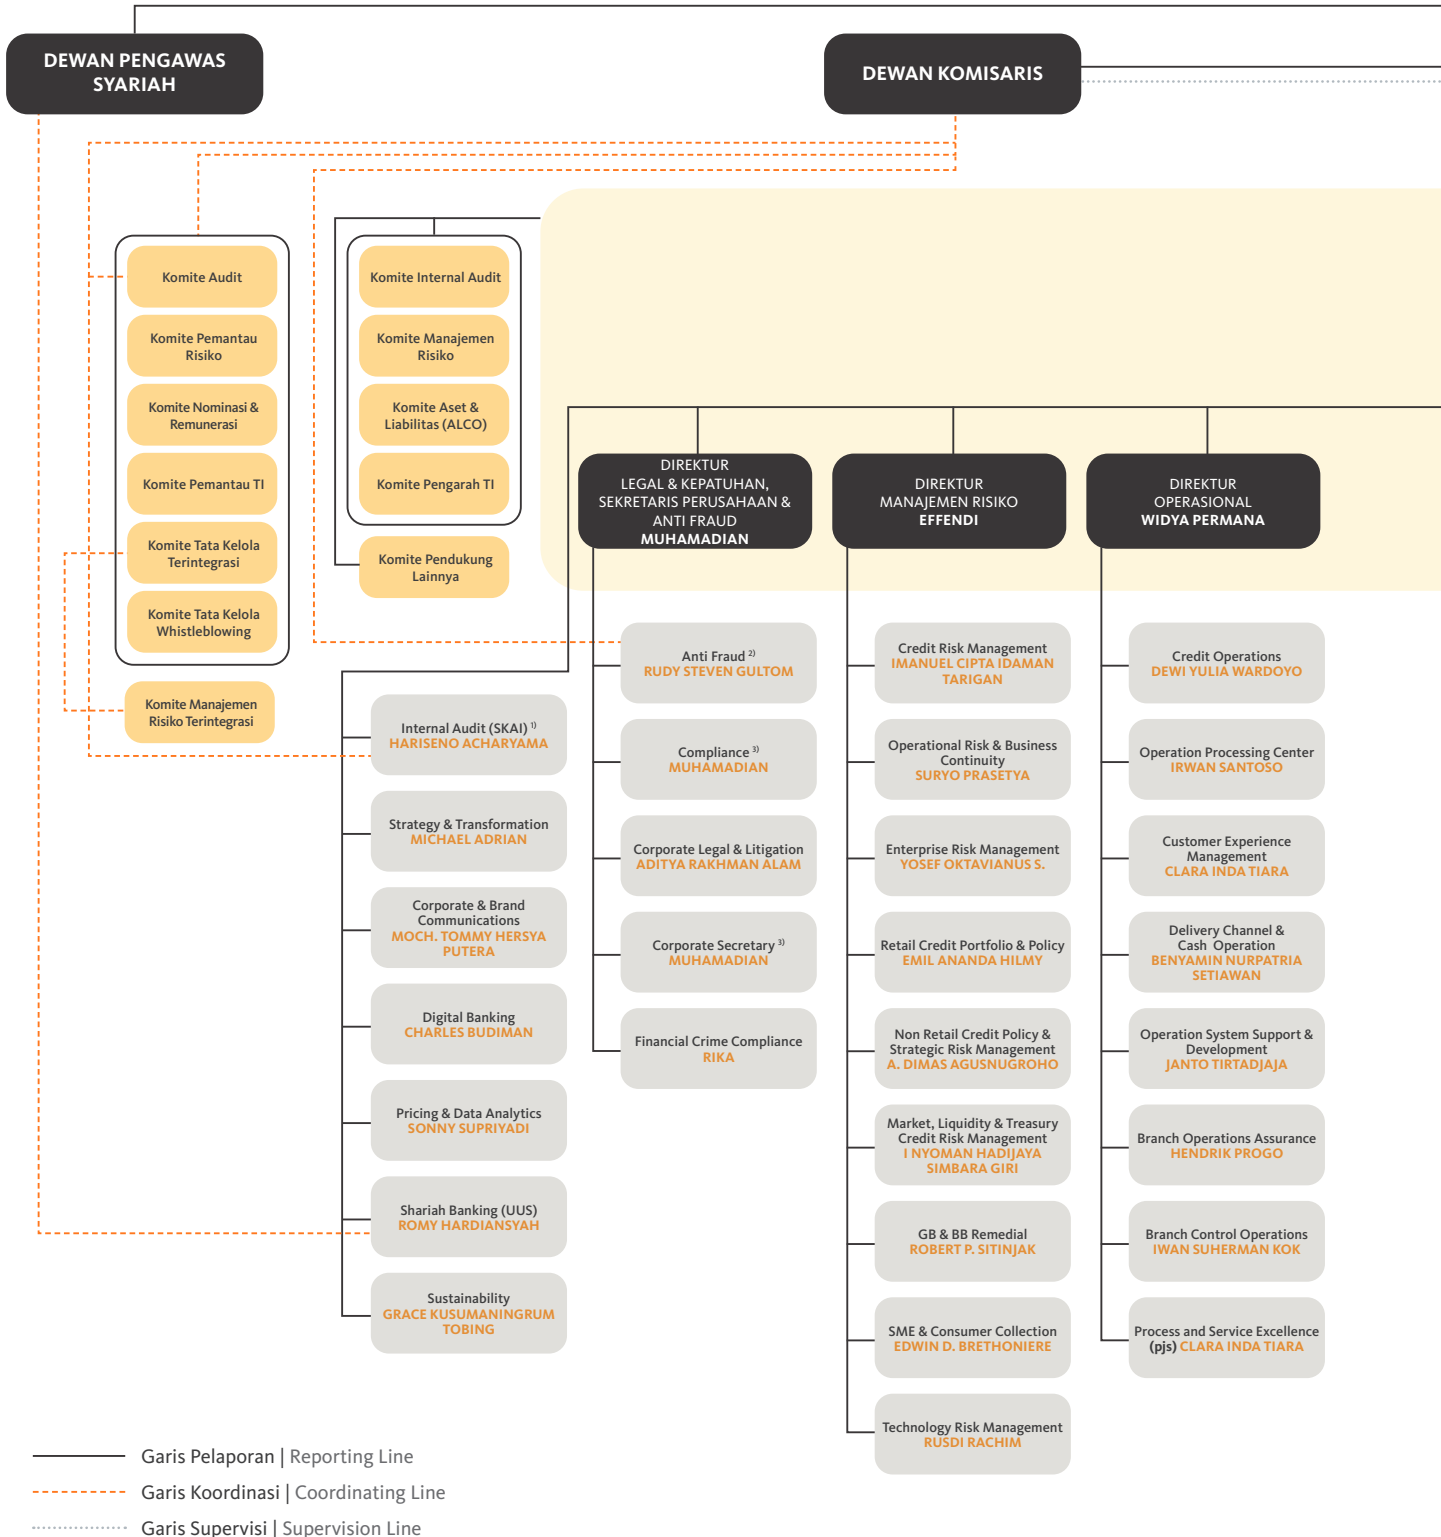 DEWAN PENGAWAS
SYARIAH
DEWAN KOMISARIS
Komite Audit
Komite Pemantau
Risiko
Komite Nominasi &
Remunerasi
Komite Pemantau TI
Komite Tata Kelola
Terintegrasi
Komite Tata Kelola
Whistleblowing
Komite Manajemen
Risiko Terintegrasi
Komite Internal Audit
Komite Manajemen
Risiko
Komite Aset &
Liabilitas (ALCO)
Komite Pengarah TI
Komite Pendukung
Lainnya
DIREKTUR
LEGAL & KEPATUHAN,
SEKRETARIS PERUSAHAAN &
ANTI FRAUD
MUHAMADIAN
DIREKTUR
MANAJEMEN RISIKO
EFFENDI
DIREKTUR
OPERASIONAL
WIDYA PERMANA
Internal Audit (SKAI) 1)
HARISENO ACHARYAMA
Strategy & Transformation
MICHAEL ADRIAN
Corporate & Brand
Communications
MOCH. TOMMY HERSYA
PUTERA
Digital Banking
CHARLES BUDIMAN
Pricing & Data Analytics
SONNY SUPRIYADI
Shariah Banking (UUS)
ROMY HARDIANSYAH
Sustainability
GRACE KUSUMANINGRUM
TOBING
Anti Fraud 2)
RUDY STEVEN GULTOM
Compliance 3)
MUHAMADIAN
Corporate Legal & Litigation
ADITYA RAKHMAN ALAM
Corporate Secretary 3)
MUHAMADIAN
Financial Crime Compliance
RIKA
Credit Risk Management
IMANUEL CIPTA IDAMAN
TARIGAN
Operational Risk & Business
Continuity
SURYO PRASETYA
Enterprise Risk Management
YOSEF OKTAVIANUS S.
Retail Credit Portfolio & Policy
EMIL ANANDA HILMY
Non Retail Credit Policy &
Strategic Risk Management
A. DIMAS AGUSNUGROHO
Market, Liquidity & Treasury
Credit Risk Management
I NYOMAN HADIJAYA
SIMBARA GIRI
GB & BB Remedial
ROBERT P. SITINJAK
SME & Consumer Collection
EDWIN D. BRETHONIERE
Technology Risk Management
RUSDI RACHIM
Credit Operations
DEWI YULIA WARDOYO
Operation Processing Center
IRWAN SANTOSO
Customer Experience
Management
CLARA INDA TIARA
Delivery Channel &
Cash Operation
BENYAMIN NURPATRIA
SETIAWAN
Operation System Support &
Development
JANTO TIRTADJAJA
Branch Operations Assurance
HENDRIK PROGO
Branch Control Operations
IWAN SUHERMAN KOK
Process and Service Excellence
(pjs) CLARA INDA TIARA
Garis Pelaporan | Reporting Line
Garis Koordinasi | Coordinating Line
Garis Supervisi | Supervision Line